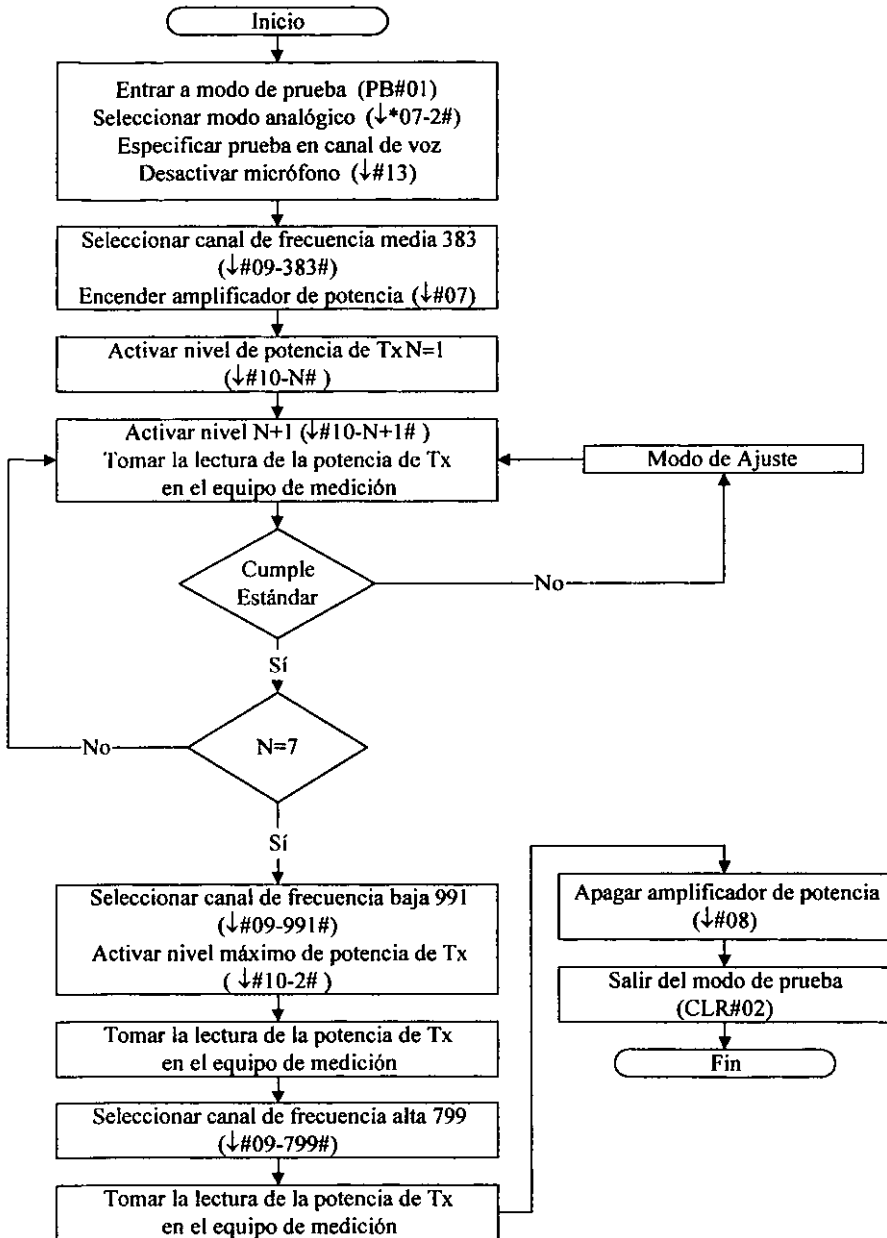 Inicio
Entrar a modo de prueba (PB#01)
Seleccionar modo analógico (↓*07-2#)
Especificar prueba en canal de voz
Desactivar micrófono (↓#13)
Seleccionar canal de frecuencia media 383
(↓#09-383#)
Encender amplificador de potencia (↓#07)
Activar nivel de potencia de Tx N=1
(↓#10-N# )
Activar nivel N+1 (↓#10-N+1# )
Tomar la lectura de la potencia de Tx
en el equipo de medición
Modo de Ajuste
Cumple
Estándar
No
Sí
N=7
No
Sí
Seleccionar canal de frecuencia baja 991
(↓#09-991#)
Activar nivel máximo de potencia de Tx
( ↓#10-2# )
Tomar la lectura de la potencia de Tx
en el equipo de medición
Seleccionar canal de frecuencia alta 799
(↓#09-799#)
Tomar la lectura de la potencia de Tx
en el equipo de medición
Apagar amplificador de potencia
(↓#08)
Salir del modo de prueba
(CLR#02)
Fin